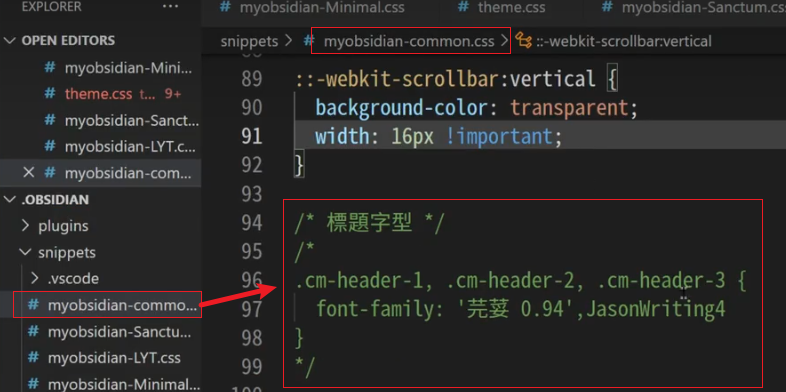 EXPLORER
...
OPEN EDITORS
# myobsidian-Mini...
# theme.css t... 9+
# myobsidian-Sanct...
# myobsidian-LYT.c...
× # myobsidian-com...
.OBSIDIAN
plugins
snippets
.vscode
# myobsidian-commo...
# myobsidian-Sanctu...
# myobsidian-LYT.css
# myobsidian-Minimal...
# myobsidian-Minimal.css
# theme.css
# myobsidian-Sanctum.css
snippets > # myobsidian-common.css > ::-webkit-scrollbar:vertical
89 ::-webkit-scrollbar:vertical {
90 background-color: transparent;
91 width: 16px !important;
92 }
93
94 /* 標題字型 */
95 /*
96 .cm-header-1, .cm-header-2, .cm-header-3 {
97 font-family: '芫荽 0.94',JasonWriting4
98 }
99 */
100